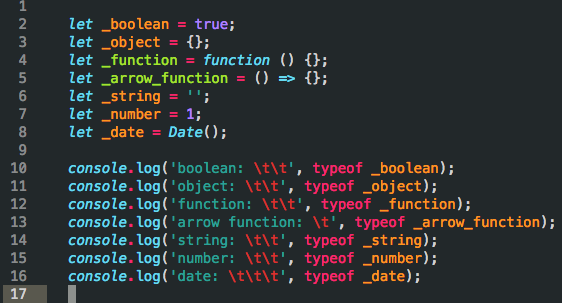 1
2 let _boolean = true;
3 let _object = {};
4 let _function = function () {};
5 let _arrow_function = () => {};
6 let _string = '';
7 let _number = 1;
8 let _date = Date();
9
10 console.log('boolean: \t\t', typeof _boolean);
11 console.log('object: \t\t', typeof _object);
12 console.log('function: \t\t', typeof _function);
13 console.log('arrow function: \t', typeof _arrow_function);
14 console.log('string: \t\t', typeof _string);
15 console.log('number: \t\t', typeof _number);
16 console.log('date: \t\t\t', typeof _date);
17